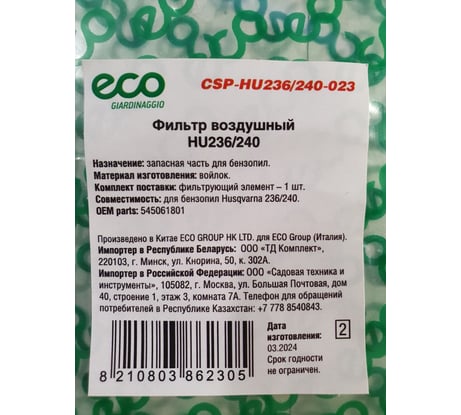 eco
GIARDINAGGIO
CSP-HU236/240-023
Фильтр воздушный
HU236/240
Назначение: запасная часть для бензопил.
Материал изготовления: войлок.
Комплект поставки: фильтрующий элемент – 1 шт.
Совместимость: для бензопил Husqvarna 236/240.
OEM parts: 545061801
Произведено в Китае ECO GROUP HK LTD. для ECO Group (Италия).
Импортер в Республике Беларусь: ООО «ТД Комплект»,
220103, г. Минск, ул. Кнорина, 50, к. 302А.
Импортер в Российской Федерации: ООО «Садовая техника и
инструменты», 105082, г. Москва, ул. Большая Почтовая, дом
40, строение 1, этаж 3, комната 7А. Телефон для обращений
потребителей в Республике Казахстан: +7 778 8540843.
Дата
изготовления:
03.2024
Срок годности
не ограничен.
2
8 210803 862305